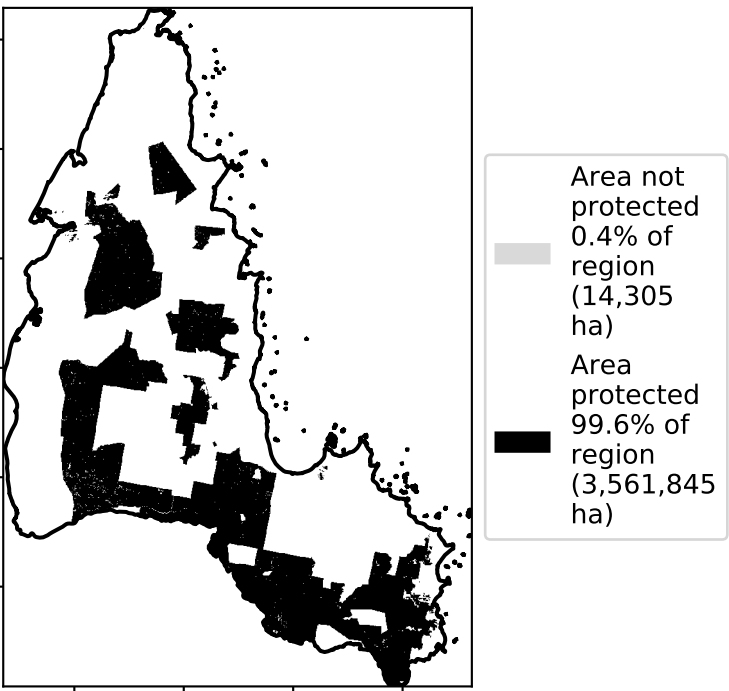 Area not
protected
0.4% of
region
(14,305
ha)
Area
protected
99.6% of
region
(3,561,845
ha)